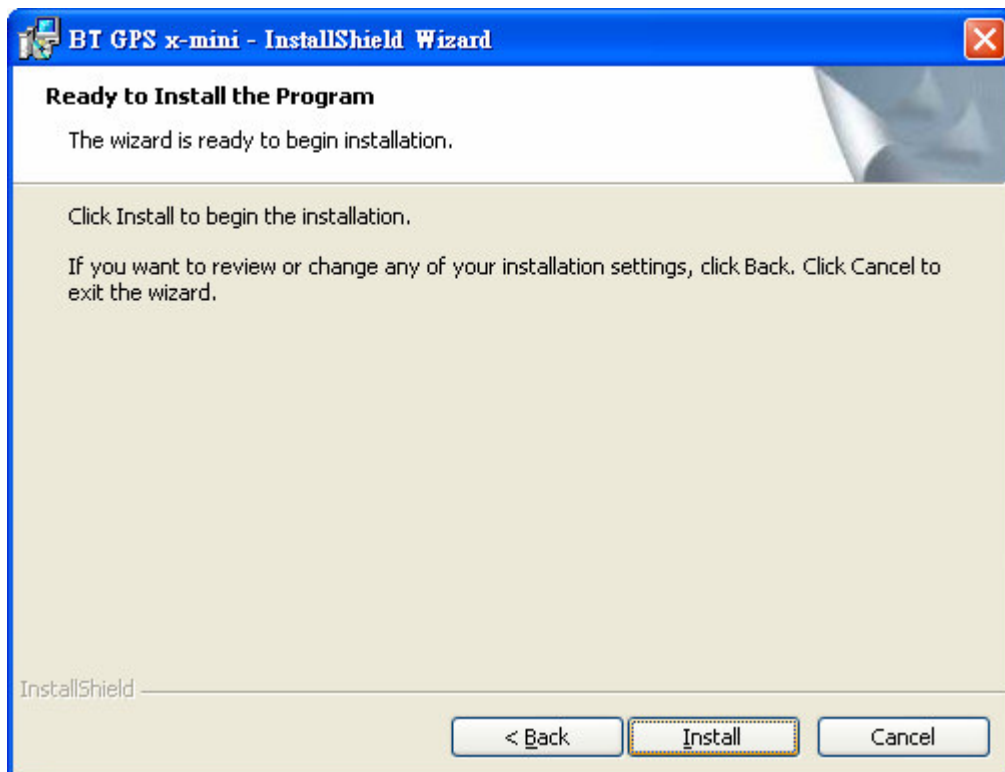 BT GPS x-mini - InstallShield Wizard
Ready to Install the Program
The wizard is ready to begin installation.
Click Install to begin the installation.
If you want to review or change any of your installation settings, click Back. Click Cancel to
exit the wizard.
InstallShield
< Back
Install
Cancel